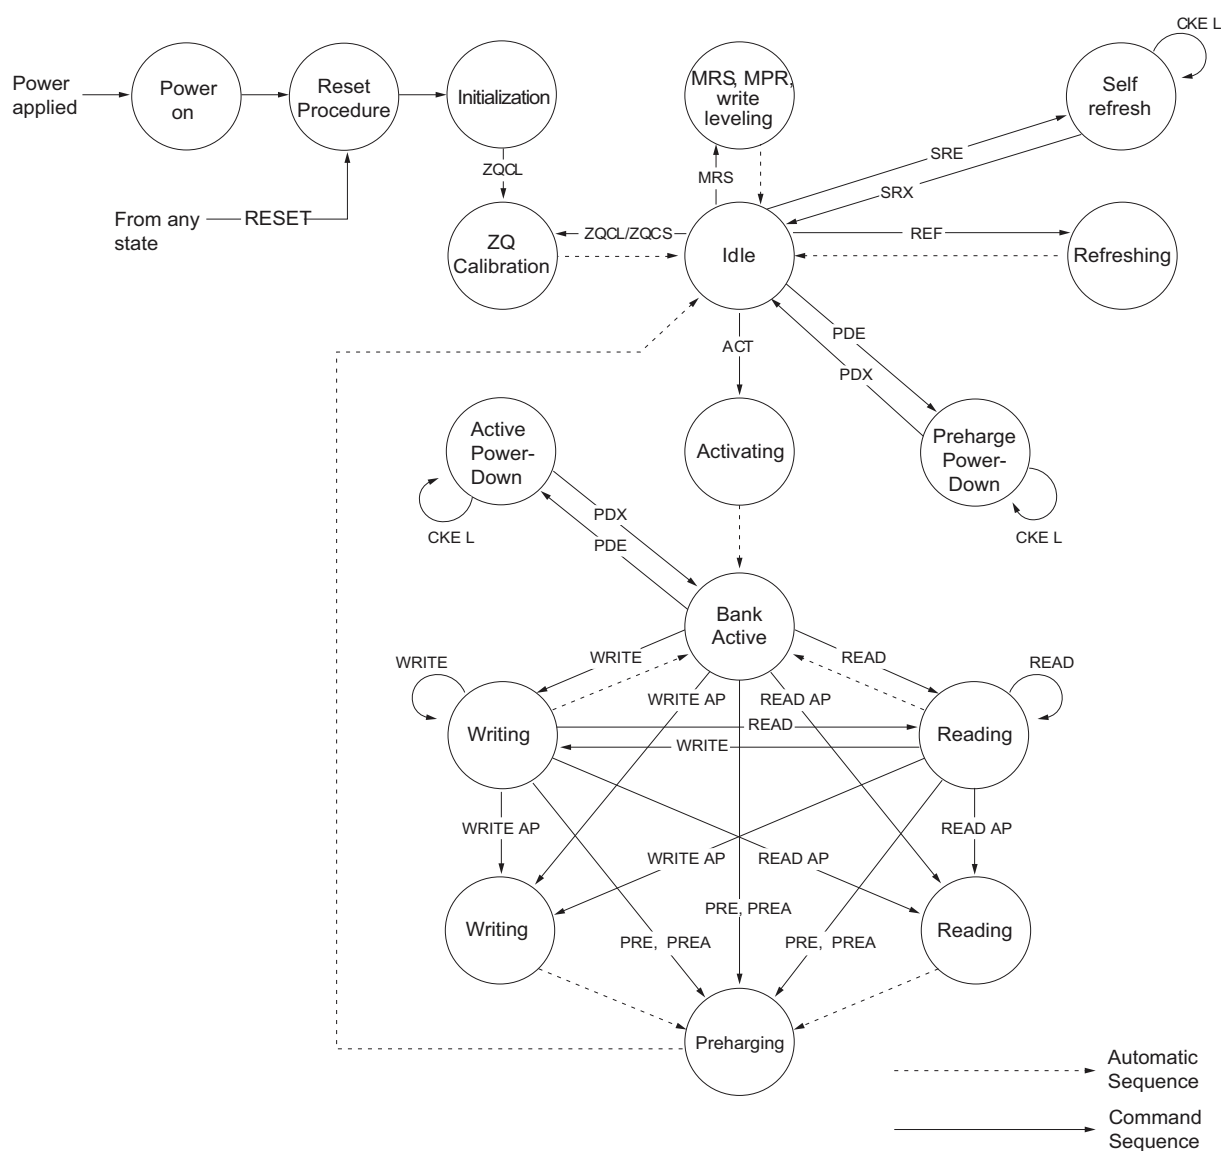 CKE L
Power
applied
Power
on
Reset
Procedure
Initialization
MRS, MPR,
write
leveling
Self
refresh
ZQCL
MRS
SRE
SRX
From any
state
RESET
ZQ
Calibration
ZQCL/ZQCS
Idle
REF
Refreshing
PDE
PDX
ACT
Active
Power-
Down
Activating
Preharge
Power-
Down
CKE L
PDX
PDE
CKE L
Bank
Active
WRITE
WRITE
READ
READ
WRITE AP
READ AP
Writing
READ
WRITE
Reading
WRITE AP
READ AP
WRITE AP
READ AP
PRE, PREA
Writing
PRE, PREA
PRE, PREA
Reading
Preharging
Automatic
Sequence
Command
Sequence